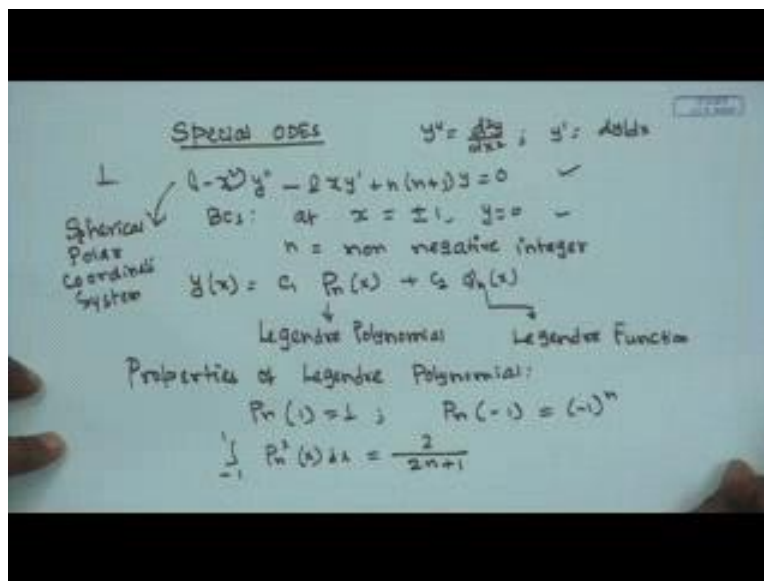 Special ODEs y'' = d²y/dx² ; y' = dy/dx
1 (1-x²) y'' - 2xy' + n(n+1)y = 0 ✓
Spherical Polar Coordinate System
BCs: at x = ±1, y=0 -
n = non negative integer
y(x) = C₁ Pn(x) + C₂ Qn(x)
Legendre Polynomial Legendre Function
Properties of Legendre Polynomial:
Pn(1) = 1 ; Pn(-1) = (-1)ⁿ
∫₋₁¹ Pn²(x) dx = 2/(2n+1)